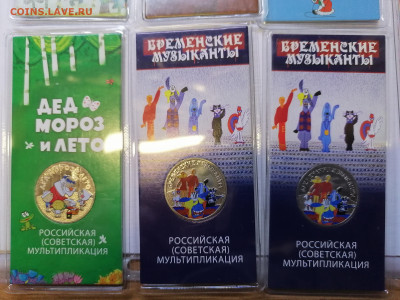 COINS.LAVE.RU
ДЕД
МОРОЗ
и ЛЕТО
РОССИЙСКАЯ
(СОВЕТСКАЯ)
МУЛЬТИПЛИКАЦИЯ
БРЕМЕНСКИЕ
МУЗЫКАНТЫ
РОССИЙСКАЯ
(СОВЕТСКАЯ)
МУЛЬТИПЛИКАЦИЯ
БРЕМЕНСКИЕ
МУЗЫКАНТЫ
РОССИЙСКАЯ
(СОВЕТСКАЯ)
МУЛЬТИПЛИКАЦИЯ